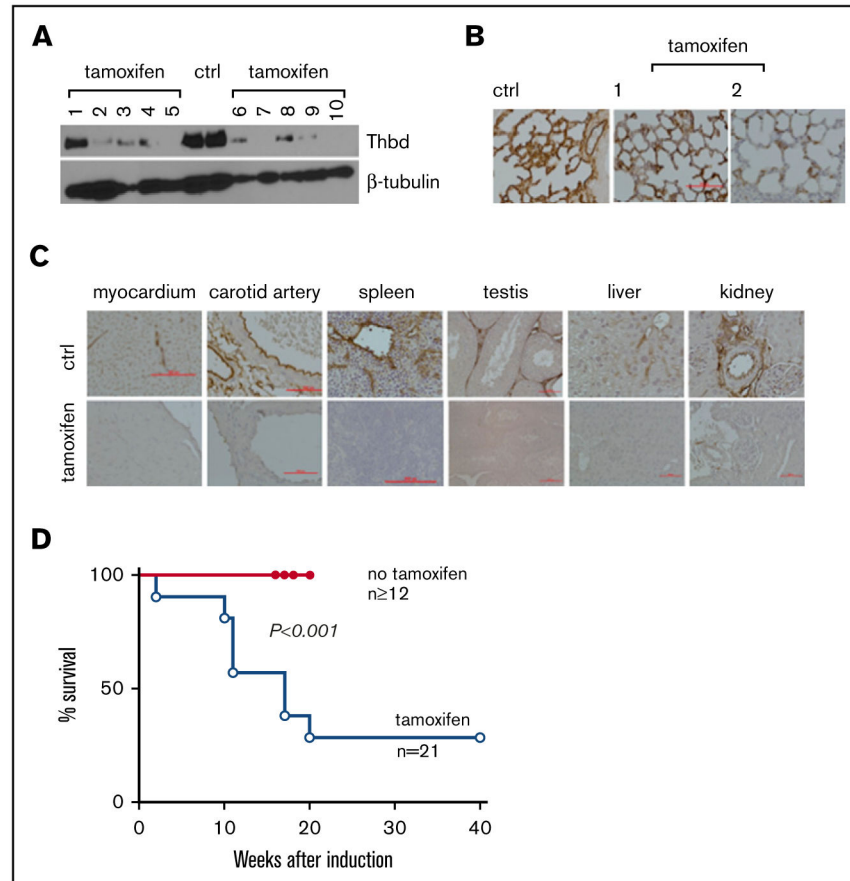 A
tamoxifen ctrl tamoxifen
1 2 3 4 5 6 7 8 9 10
Thbd
β-tubulin
B
tamoxifen
ctrl 1 2
C
myocardium carotid artery spleen testis liver kidney
ctrl
tamoxifen
D
100
50
0
% survival
no tamoxifen
n≥12
P<0.001
tamoxifen
n=21
0 10 20 30 40
Weeks after induction